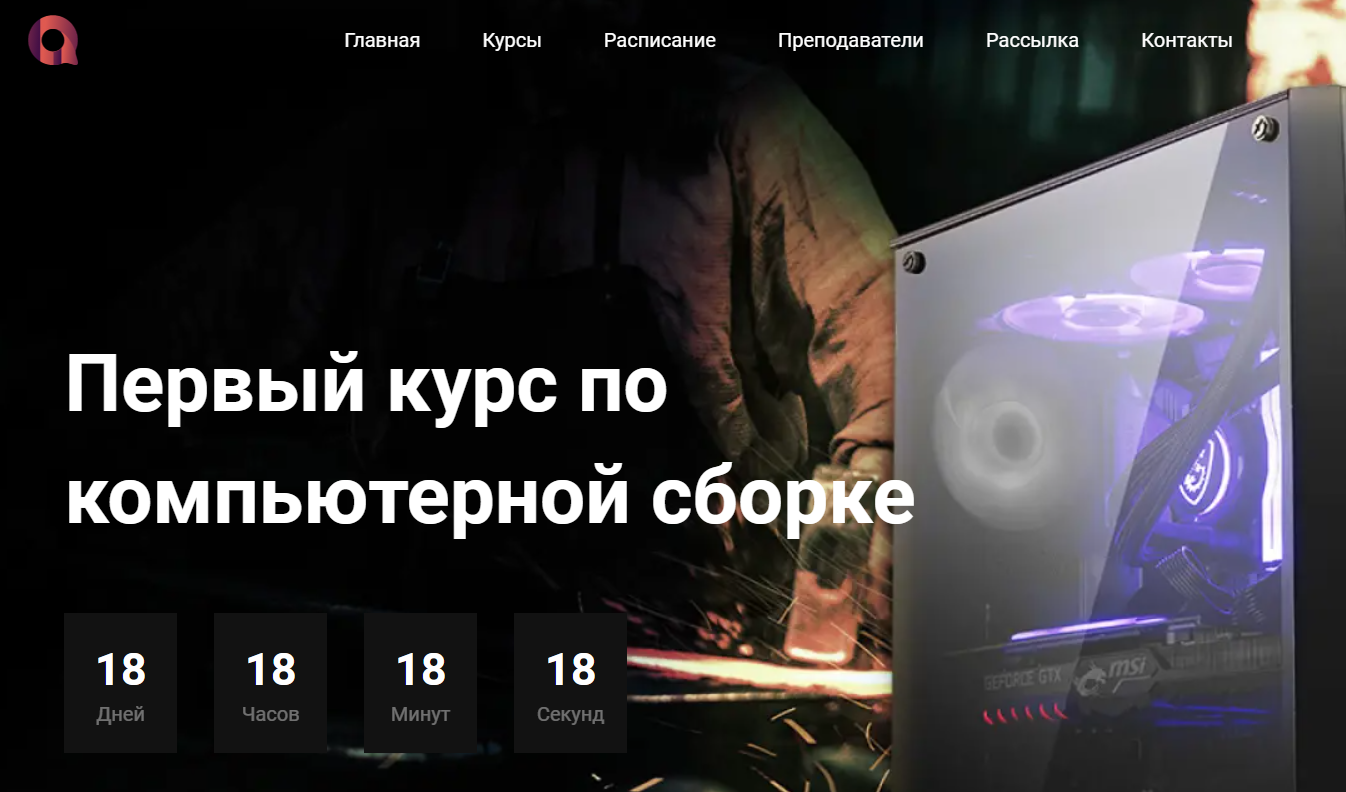 Главная Курсы Расписание Преподаватели Рассылка Контакты
Первый курс по
компьютерной сборке
18 18 18 18
Дней Часов Минут Секунд
GEFORCE GTX msi